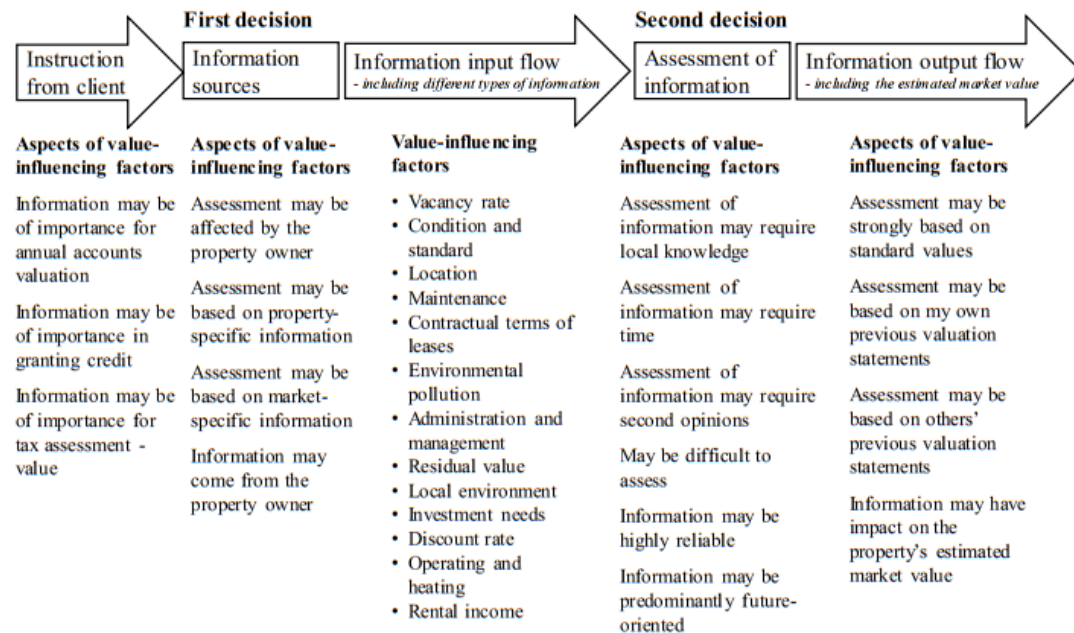 First decision
Second decision
Instruction
from client
Information
sources
Information input flow
- including different types of information
Assessment of
information
Information output flow
- including the estimated market value
Aspects of value-
influencing factors
Information may be
of importance for
annual accounts
valuation
Information may be
of importance in
granting credit
Information may be
of importance for
tax assessment -
value
Aspects of value-
influencing factors
Assessment may be
affected by the
property owner
Assessment may be
based on property-
specific information
Assessment may be
based on market-
specific information
Information may
come from the
property owner
Value-influencing
factors
• Vacancy rate
• Condition and
standard
• Location
• Maintenance
• Contractual terms of
leases
• Environmental
pollution
• Administration and
management
• Residual value
• Local environment
• Investment needs
• Discount rate
• Operating and
heating
• Rental income
Aspects of value-
influencing factors
Assessment of
information may require
local knowledge
Assessment of
information may require
time
Assessment of
information may require
second opinions
May be difficult to
assess
Information may be
highly reliable
Information may be
predominantly future-
oriented
Aspects of value-
influencing factors
Assessment may be
strongly based on
standard values
Assessment may be
based on my own
previous valuation
statements
Assessment may be
based on others’
previous valuation
statements
Information may have
impact on the
property's estimated
market value